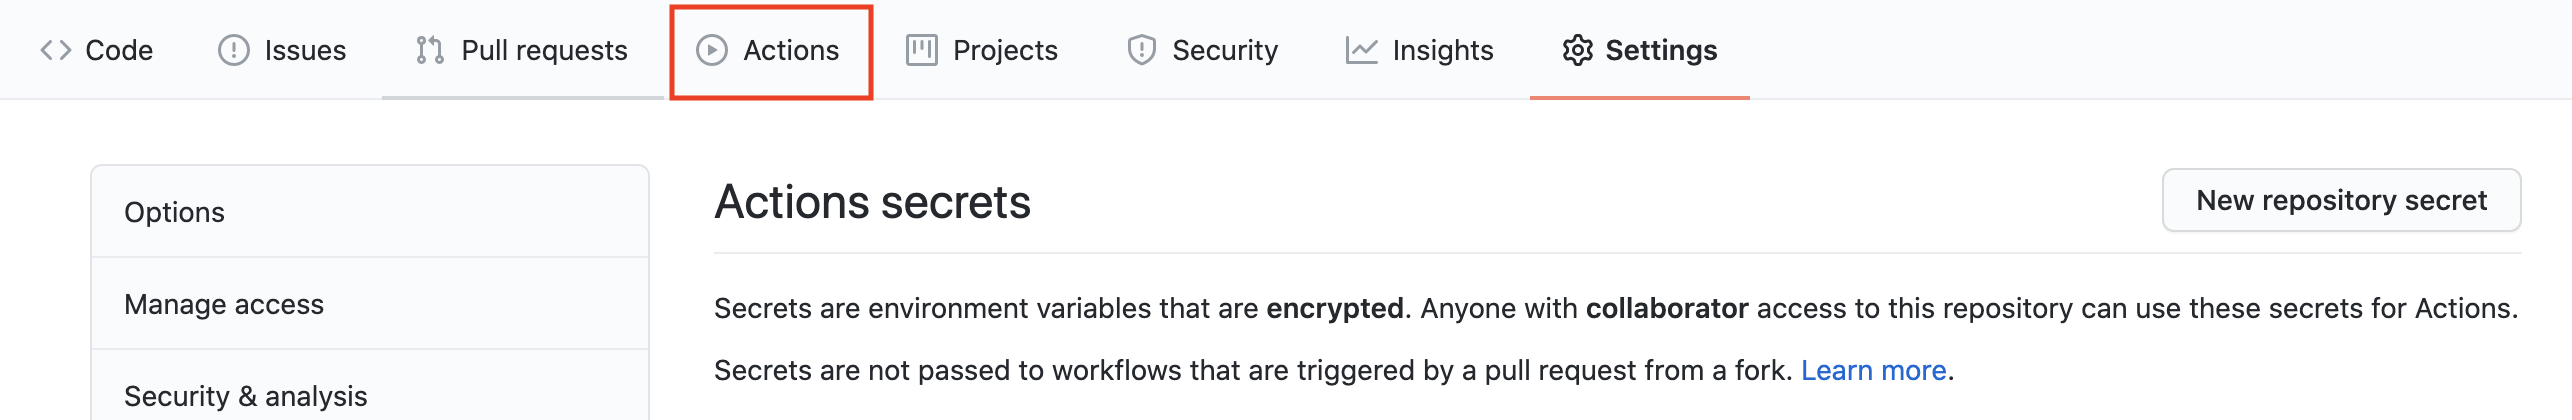 Code Issues Pull requests Actions Projects Security Insights Settings
Options
Manage access
Security & analysis
Actions secrets
New repository secret
Secrets are environment variables that are encrypted. Anyone with collaborator access to this repository can use these secrets for Actions.
Secrets are not passed to workflows that are triggered by a pull request from a fork. Learn more.